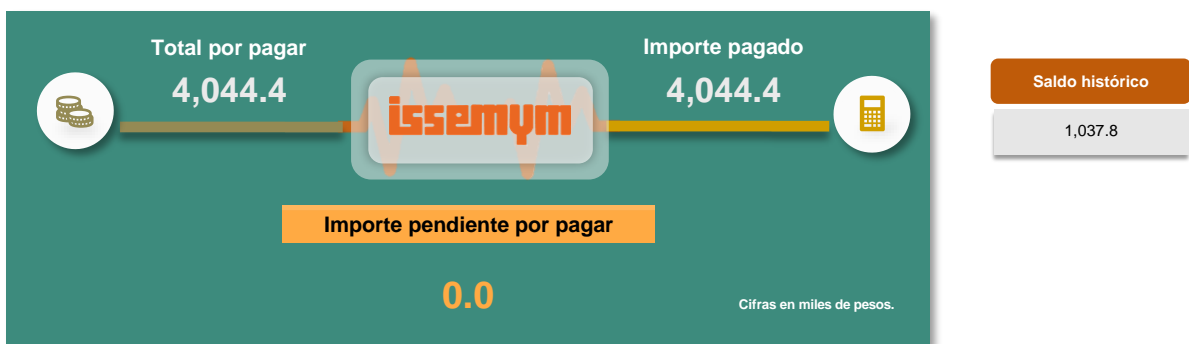 Total por pagar
4,044.4
issemym
Importe pagado
4,044.4
Saldo histórico
1,037.8
Importe pendiente por pagar
0.0
Cifras en miles de pesos.